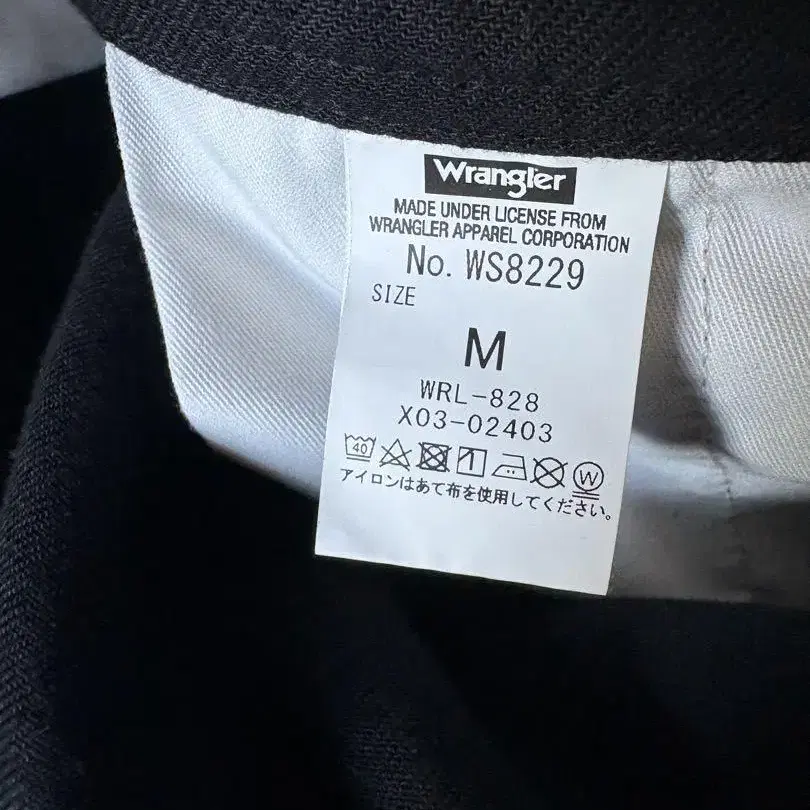 Wrangler
MADE UNDER LICENSE FROM
WRANGLER APPAREL CORPORATION
No. WS8229
SIZE
M
WRL-828
X03-02403
40 W
アイロンはあて布を使用してください。